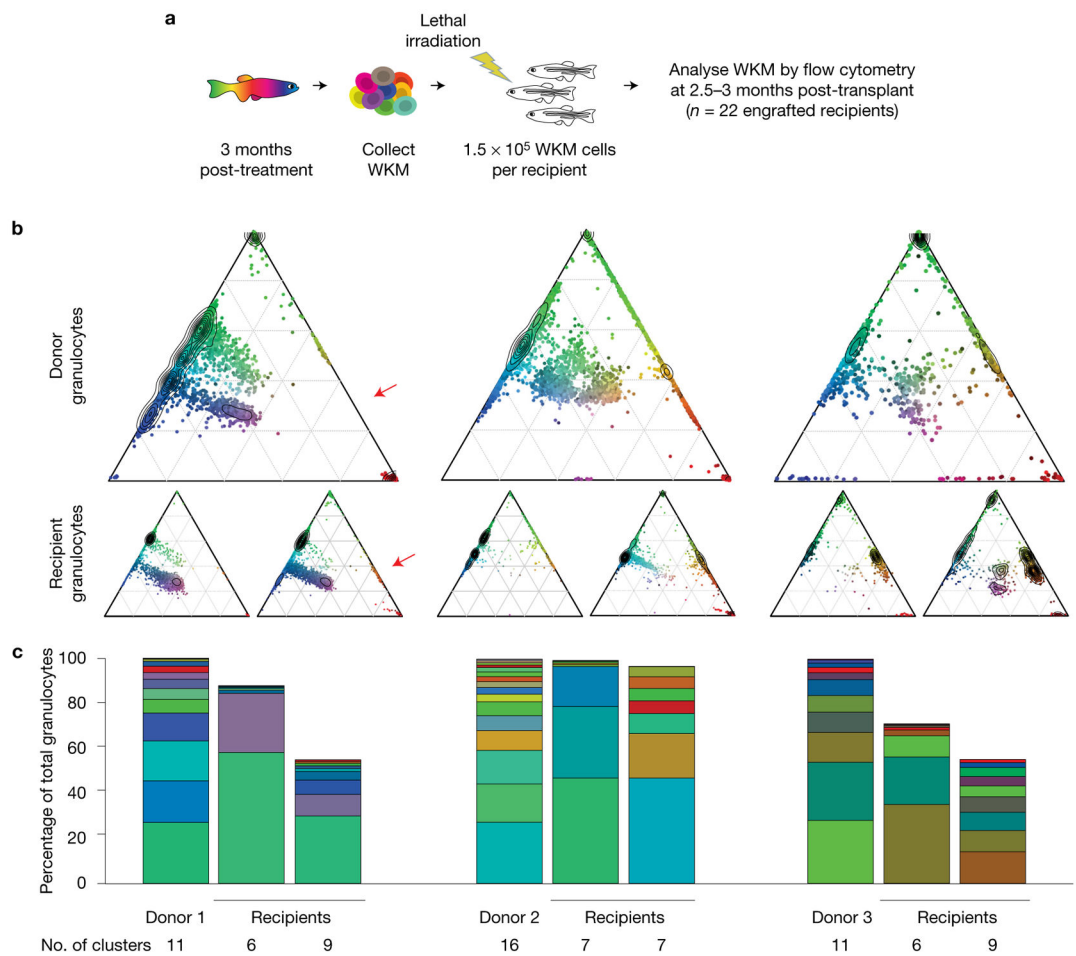 a
Lethal
irradiation
3 months
post-treatment
Collect
WKM
1.5 × 10⁵ WKM cells
per recipient
Analyse WKM by flow cytometry
at 2.5–3 months post-transplant
(n = 22 engrafted recipients)
b
Donor
granulocytes
Recipient
granulocytes
c
Percentage of total granulocytes
100
80
60
40
20
0
Donor 1 Recipients Donor 2 Recipients Donor 3 Recipients
No. of clusters 11 6 9 16 7 7 11 6 9